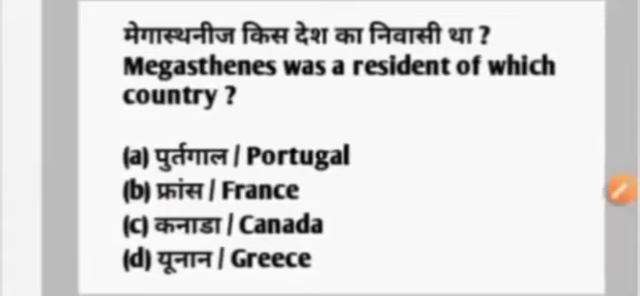 मेगास्थनीज किस देश का निवासी था ?
Megasthenes was a resident of which
country ?
(a) पुर्तगाल / Portugal
(b) फ्रांस / France
(c) कनाडा / Canada
(d) यूनान / Greece